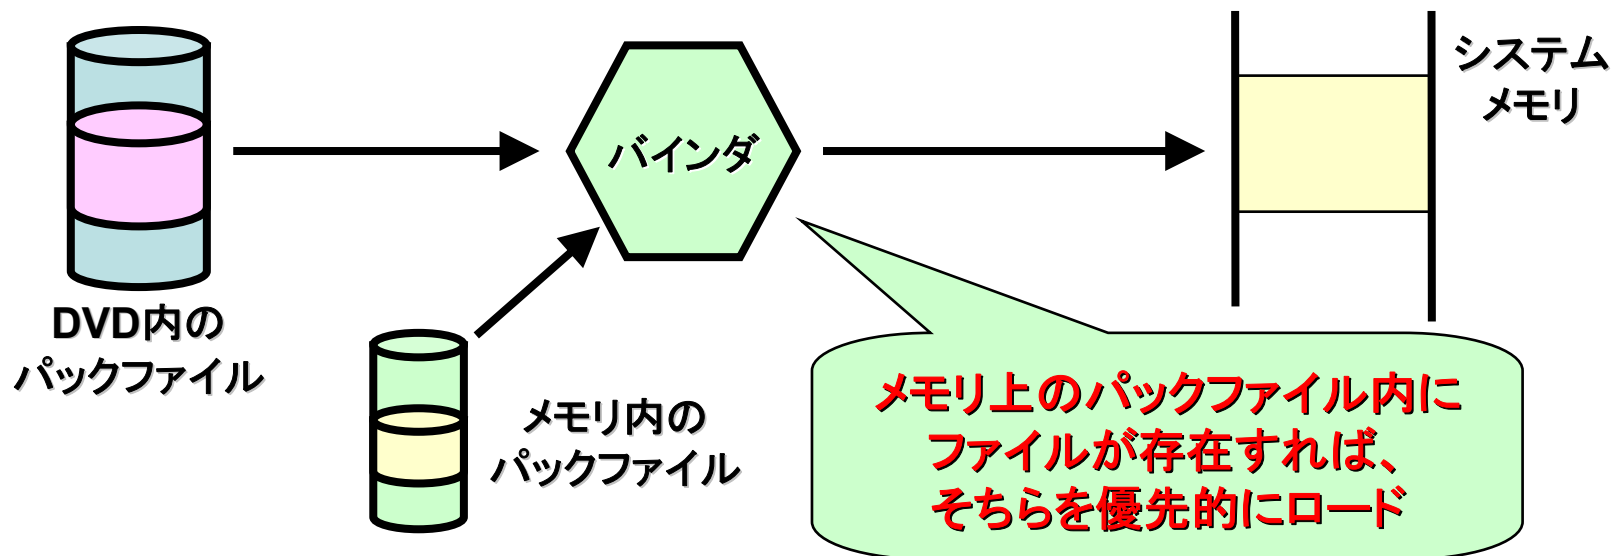 システム
メモリ
バインダ
DVD内の
パックファイル
メモリ内の
パックファイル
メモリ上のパックファイル内に
ファイルが存在すれば、
そちらを優先的にロード